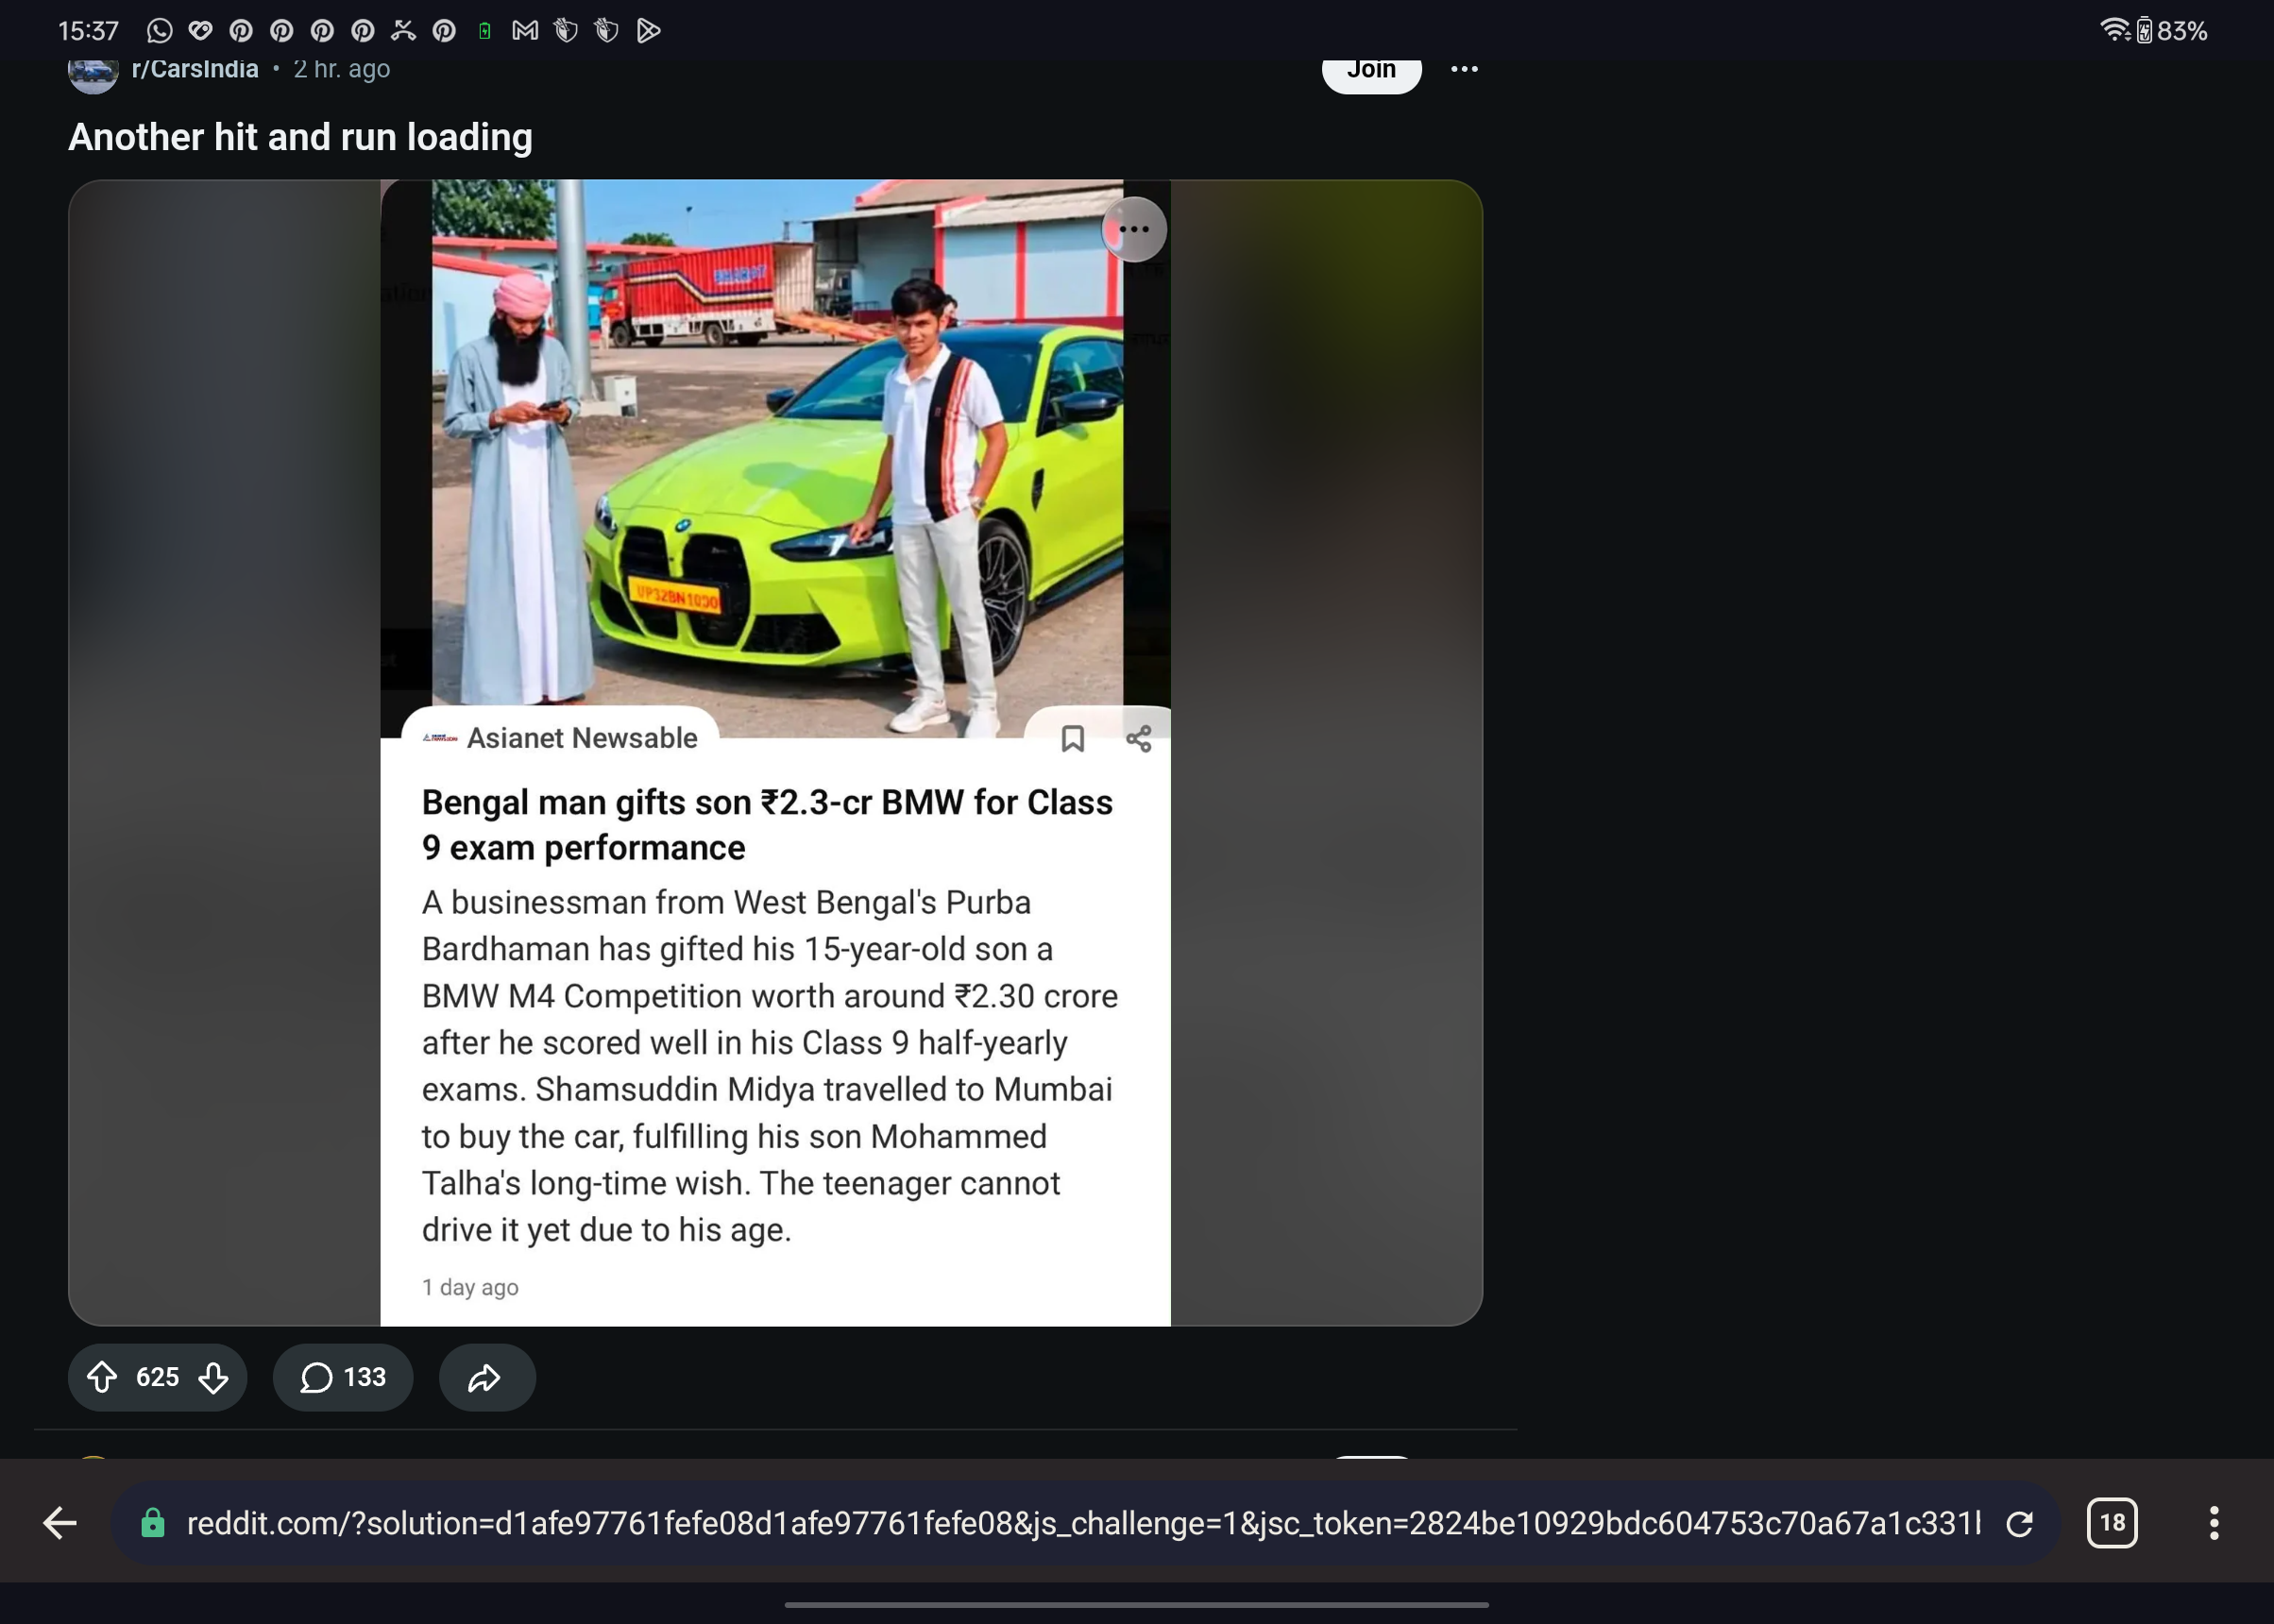 15:37
83%
r/CarsIndia • 2 hr. ago
Join
Another hit and run loading
BHARAT
UP32BN1000
Asianet Newsable
Bengal man gifts son ₹2.3-cr BMW for Class
9 exam performance
A businessman from West Bengal's Purba
Bardhaman has gifted his 15-year-old son a
BMW M4 Competition worth around ₹2.30 crore
after he scored well in his Class 9 half-yearly
exams. Shamsuddin Midya travelled to Mumbai
to buy the car, fulfilling his son Mohammed
Talha's long-time wish. The teenager cannot
drive it yet due to his age.
1 day ago
625
133
reddit.com/?solution=d1afe97761fefe08d1afe97761fefe08&js_challenge=1&jsc_token=2824be10929bdc604753c70a67a1c331
18